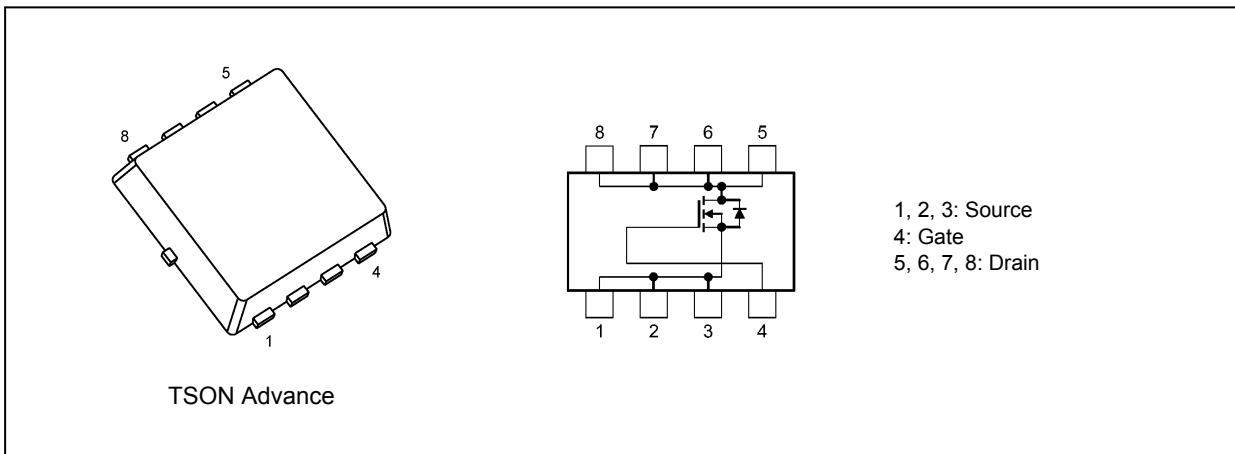 5
8
4
1
TSON Advance
8 7 6 5
1 2 3 4
1, 2, 3: Source
4: Gate
5, 6, 7, 8: Drain